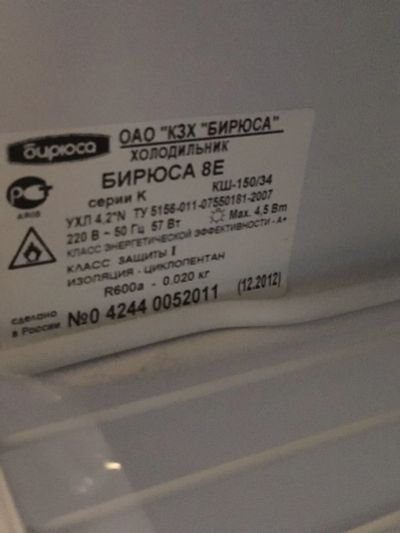 бирюса
ОАО "КЗХ "БИРЮСА"
ХОЛОДИЛЬНИК
БИРЮСА 8Е
серии К КШ-150/34
УХЛ 4,2*N ТУ 5156-011-07550181-2007
220 В ~ 50 Гц 57 Вт Max. 4,5 Вт
КЛАСС ЭНЕРГЕТИЧЕСКОЙ ЭФФЕКТИВНОСТИ - А+
КЛАСС ЗАЩИТЫ I
ИЗОЛЯЦИЯ - ЦИКЛОПЕНТАН
R600a - 0.020 кг
сделано
в России
№0 4244 0052011 (12.2012)